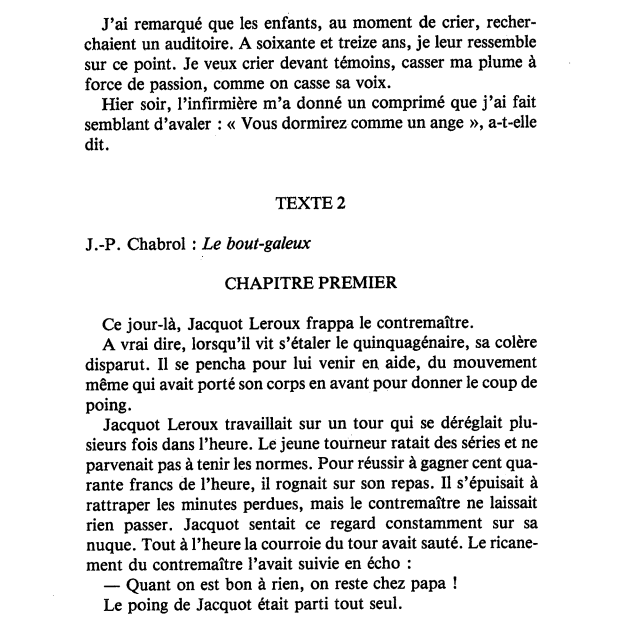 J'ai remarqué que les enfants, au moment de crier, recher-
chaient un auditoire. A soixante et treize ans, je leur ressemble
sur ce point. Je veux crier devant témoins, casser ma plume à
force de passion, comme on casse sa voix.
Hier soir, l'infirmière m'a donné un comprimé que j'ai fait
semblant d'avaler : « Vous dormirez comme un ange », a-t-elle
dit.
TEXTE 2
J.-P. Chabrol : Le bout-galeux
CHAPITRE PREMIER
Ce jour-là, Jacquot Leroux frappa le contremaître.
A vrai dire, lorsqu'il vit s'étaler le quinquagénaire, sa colère
disparut. Il se pencha pour lui venir en aide, du mouvement
même qui avait porté son corps en avant pour donner le coup de
poing.
Jacquot Leroux travaillait sur un tour qui se déréglait plu-
sieurs fois dans l'heure. Le jeune tourneur ratait des séries et ne
parvenait pas à tenir les normes. Pour réussir à gagner cent qua-
rante francs de l'heure, il rognait sur son repas. Il s'épuisait à
rattraper les minutes perdues, mais le contremaître ne laissait
rien passer. Jacquot sentait ce regard constamment sur sa
nuque. Tout à l'heure la courroie du tour avait sauté. Le ricane-
ment du contremaître l'avait suivie en écho :
— Quant on est bon à rien, on reste chez papa !
Le poing de Jacquot était parti tout seul.